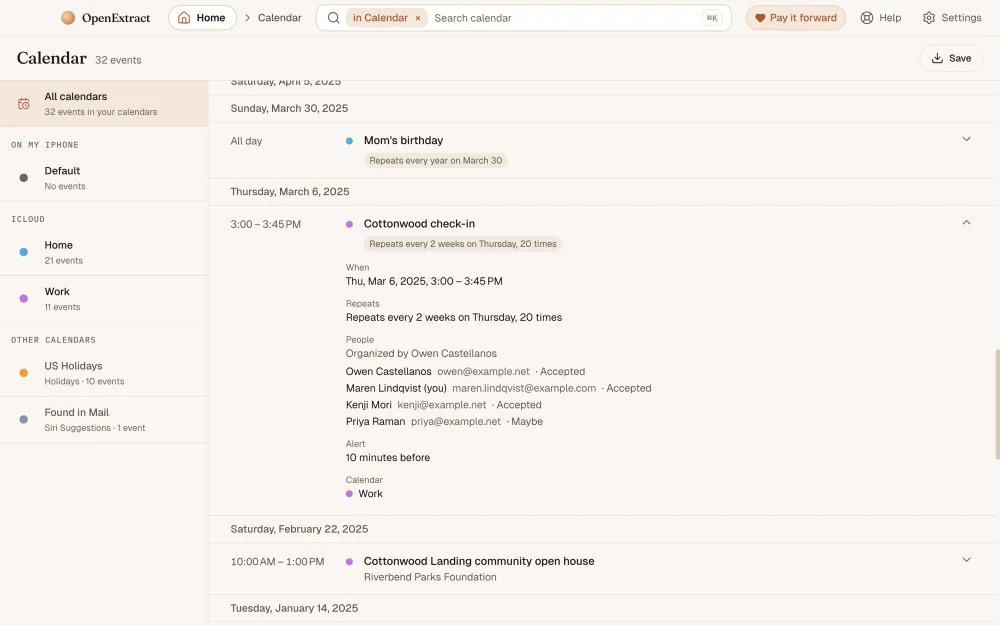 OpenExtract
Home
Calendar
in Calendar ×
Search calendar
⌘K
Pay it forward
Help
Settings
Calendar
32 events
Save
All calendars
32 events in your calendars
ON MY IPHONE
Default
No events
ICLOUD
Home
21 events
Work
11 events
OTHER CALENDARS
US Holidays
Holidays · 10 events
Found in Mail
Siri Suggestions · 1 event
Saturday, April 5, 2025
Sunday, March 30, 2025
All day
Mom's birthday
Repeats every year on March 30
Thursday, March 6, 2025
3:00 – 3:45 PM
Cottonwood check-in
Repeats every 2 weeks on Thursday, 20 times
When
Thu, Mar 6, 2025, 3:00 – 3:45 PM
Repeats
Repeats every 2 weeks on Thursday, 20 times
People
Organized by Owen Castellanos
Owen Castellanos owen@example.net · Accepted
Maren Lindqvist (you) maren.lindqvist@example.com · Accepted
Kenji Mori kenji@example.net · Accepted
Priya Raman priya@example.net · Maybe
Alert
10 minutes before
Calendar
Work
Saturday, February 22, 2025
10:00 AM – 1:00 PM
Cottonwood Landing community open house
Riverbend Parks Foundation
Tuesday, January 14, 2025